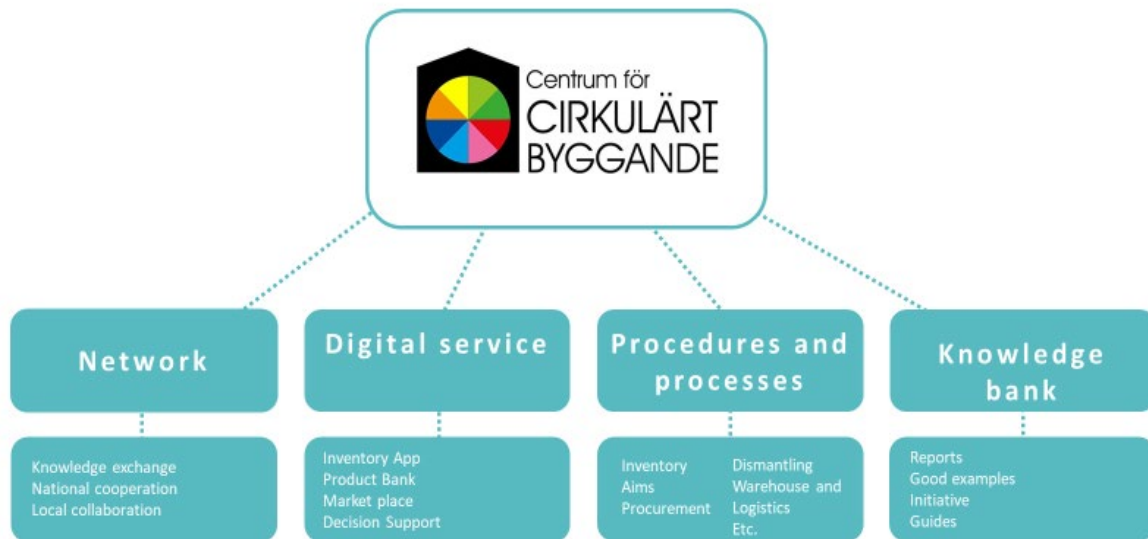 Centrum för
CIRKULÄRT
BYGGANDE
Network
Knowledge exchange
National cooperation
Local collaboration
Digital service
Inventory App
Product Bank
Market place
Decision Support
Procedures and
processes
Inventory
Aims
Procurement
Dismantling
Warehouse and
Logistics
Etc.
Knowledge
bank
Reports
Good examples
Initiative
Guides